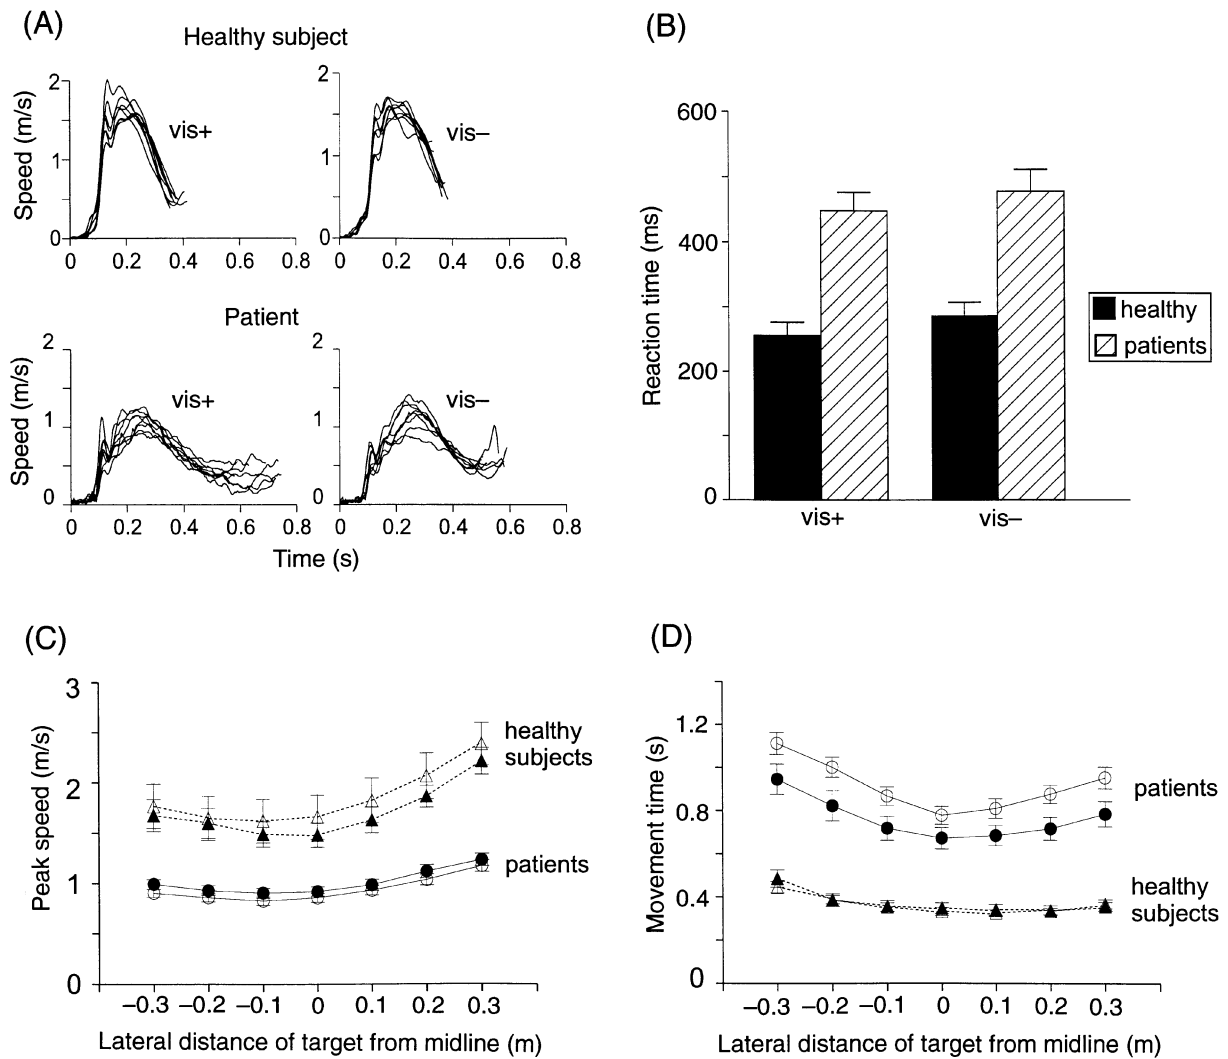 (A)
Healthy subject
Speed (m/s)
2
1
0
vis+
0 0.2 0.4 0.6 0.8
2
1
0
vis–
0 0.2 0.4 0.6 0.8
Patient
Speed (m/s)
2
1
0
vis+
0 0.2 0.4 0.6 0.8
2
1
0
vis–
0 0.2 0.4 0.6 0.8
Time (s)
(B)
Reaction time (ms)
600
400
200
0
vis+ vis–
healthy
patients
(C)
Peak speed (m/s)
3
2
1
0
healthy
subjects
patients
–0.3 –0.2 –0.1 0 0.1 0.2 0.3
Lateral distance of target from midline (m)
(D)
Movement time (s)
1.2
0.8
0.4
0
patients
healthy
subjects
–0.3 –0.2 –0.1 0 0.1 0.2 0.3
Lateral distance of target from midline (m)